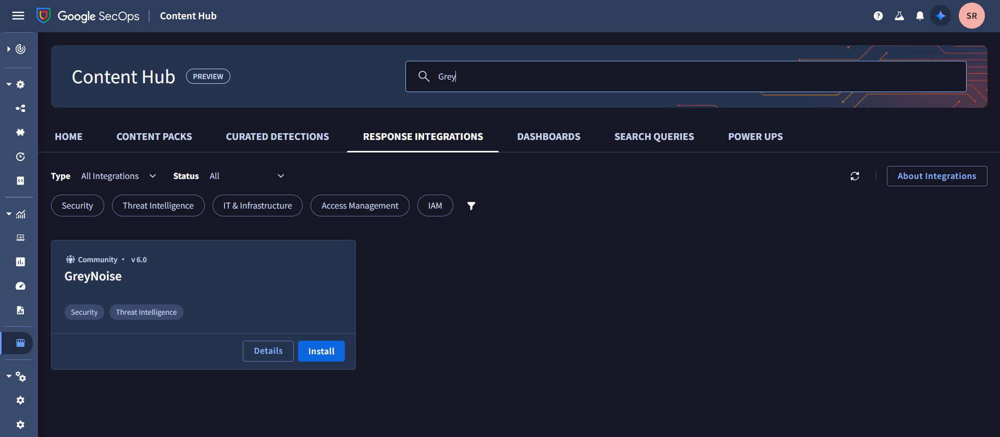 Google SecOps | Content Hub
? SR
Content Hub PREVIEW Grey
HOME CONTENT PACKS CURATED DETECTIONS RESPONSE INTEGRATIONS DASHBOARDS SEARCH QUERIES POWER UPS
Type All Integrations Status All About Integrations
Security Threat Intelligence IT & Infrastructure Access Management IAM
Community • v 6.0
GreyNoise
Security Threat Intelligence
Details Install